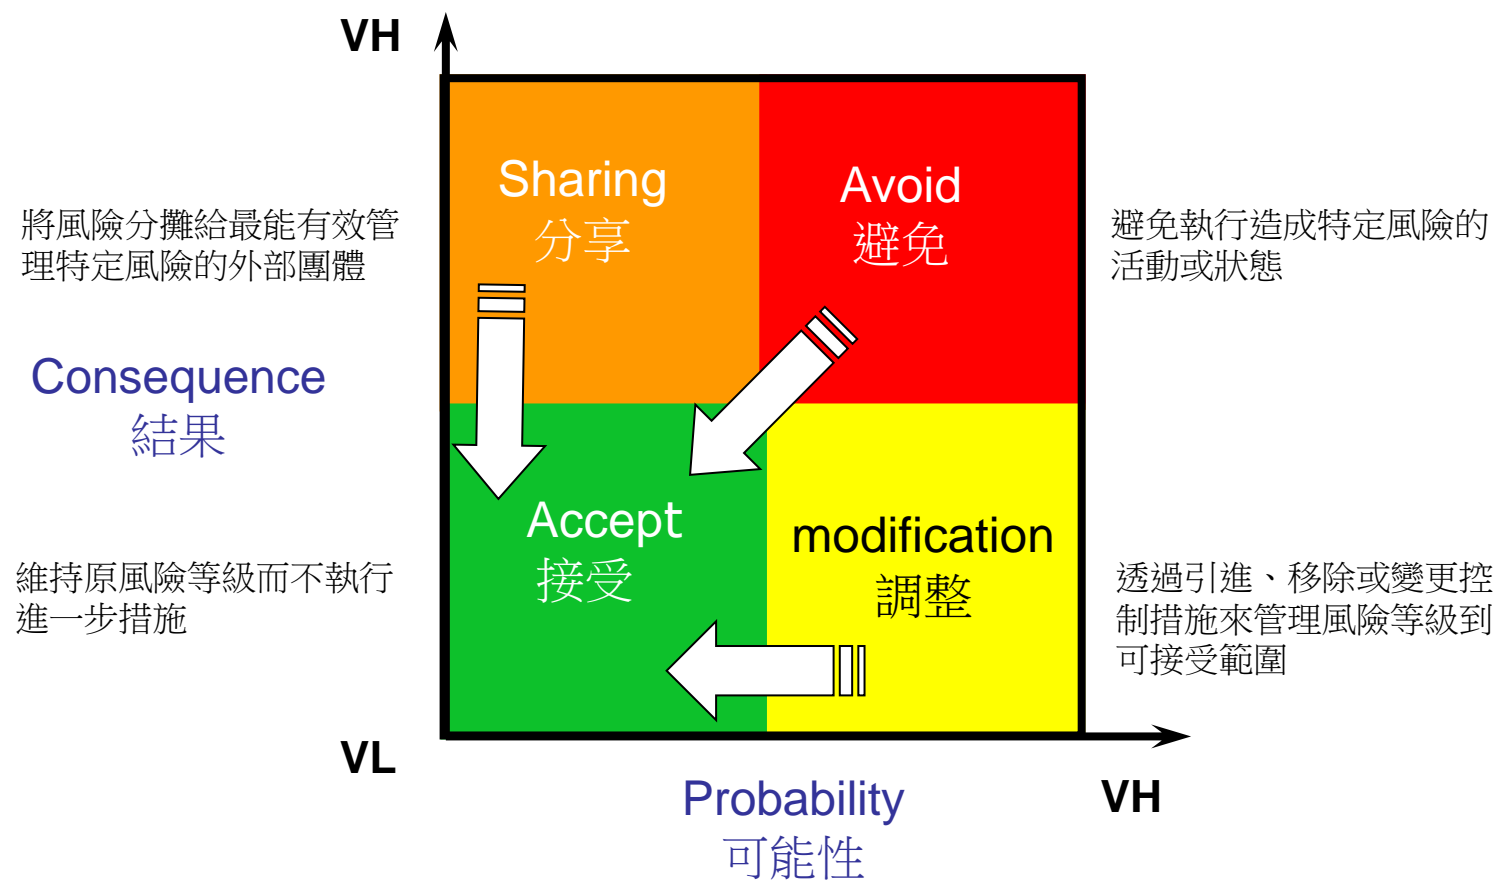 VH
Sharing
分享
Avoid
避免
將風險分攤給最能有效管
理特定風險的外部團體
避免執行造成特定風險的
活動或狀態
Consequence
結果
Accept
接受
modification
調整
維持原風險等級而不執行
進一步措施
透過引進、移除或變更控
制措施來管理風險等級到
可接受範圍
VL
Probability
可能性
VH